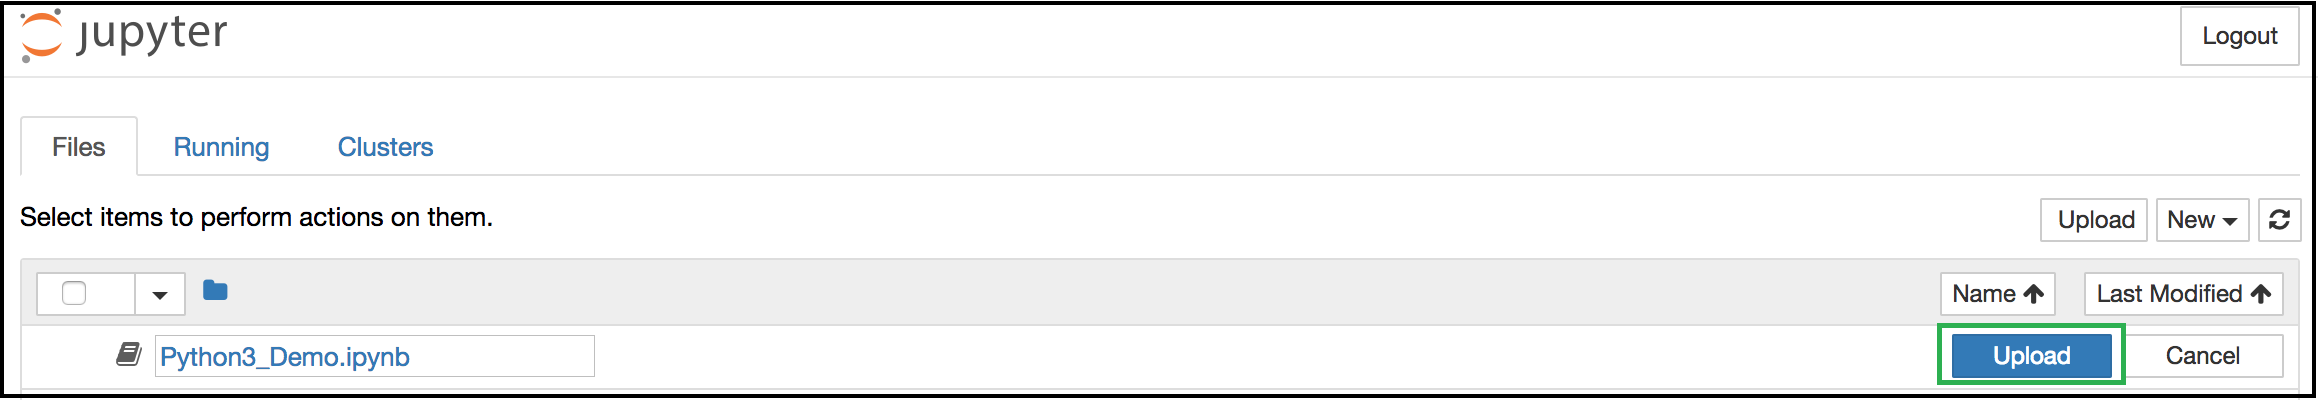 jupyter Logout
Files Running Clusters
Select items to perform actions on them. Upload New
Name Last Modified
Python3_Demo.ipynb Upload Cancel